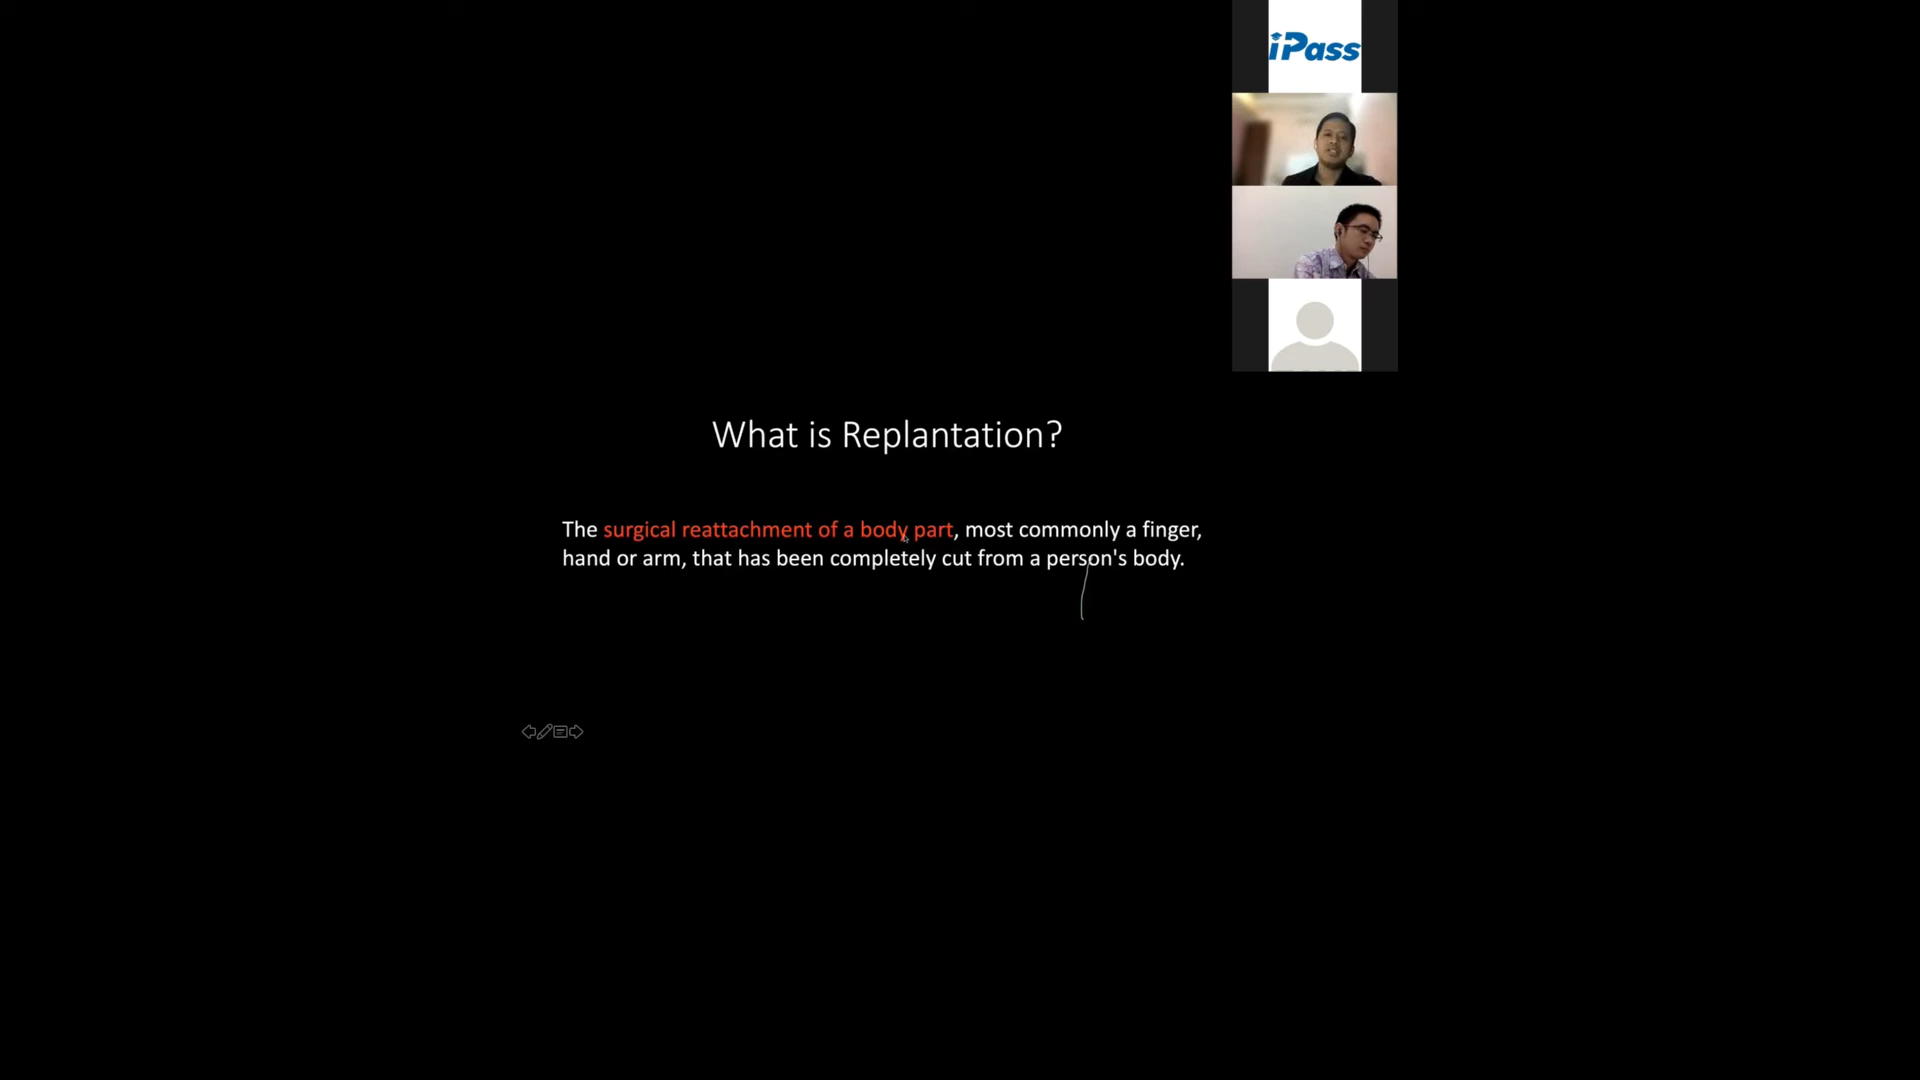 iPass
What is Replantation?
The surgical reattachment of a body part, most commonly a finger,
hand or arm, that has been completely cut from a person's body.